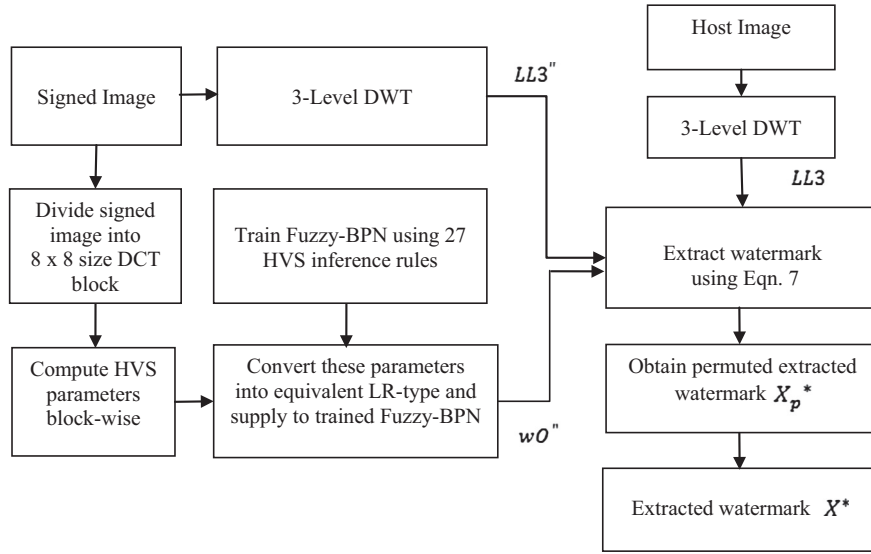 Host Image
Signed Image
3-Level DWT
LL3"
3-Level DWT
LL3
Divide signed
image into
8 x 8 size DCT
block
Train Fuzzy-BPN using 27
HVS inference rules
Extract watermark
using Eqn. 7
Compute HVS
parameters
block-wise
Convert these parameters
into equivalent LR-type and
supply to trained Fuzzy-BPN
wO"
Obtain permuted extracted
watermark Xp*
Extracted watermark X*